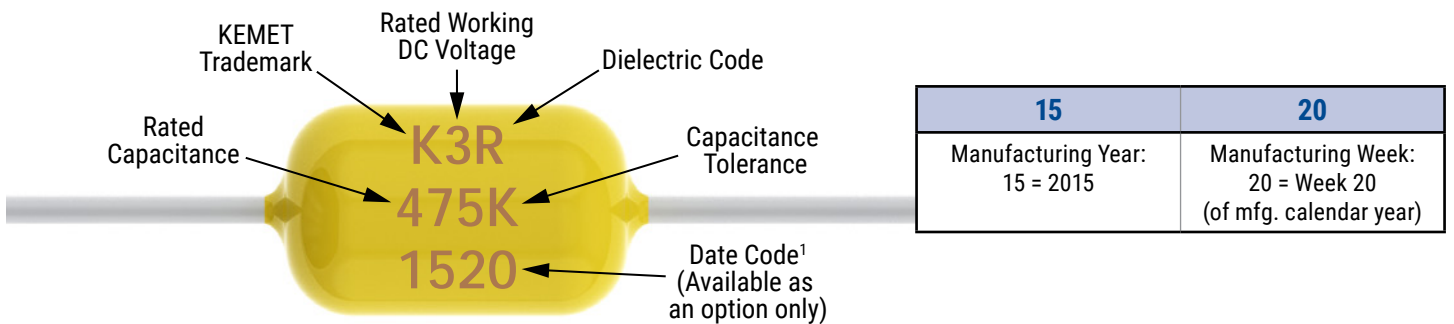 KEMET
Trademark
Rated Working
DC Voltage
Dielectric Code
Rated
Capacitance
Capacitance
Tolerance
K3R
475K
1520
Date Code¹
(Available as
an option only)
15 20
Manufacturing Year:
15 = 2015
Manufacturing Week:
20 = Week 20
(of mfg. calendar year)